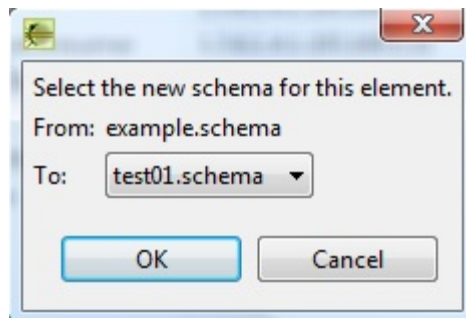 Select the new schema for this element.
From: example.schema
To: test01.schema
OK Cancel